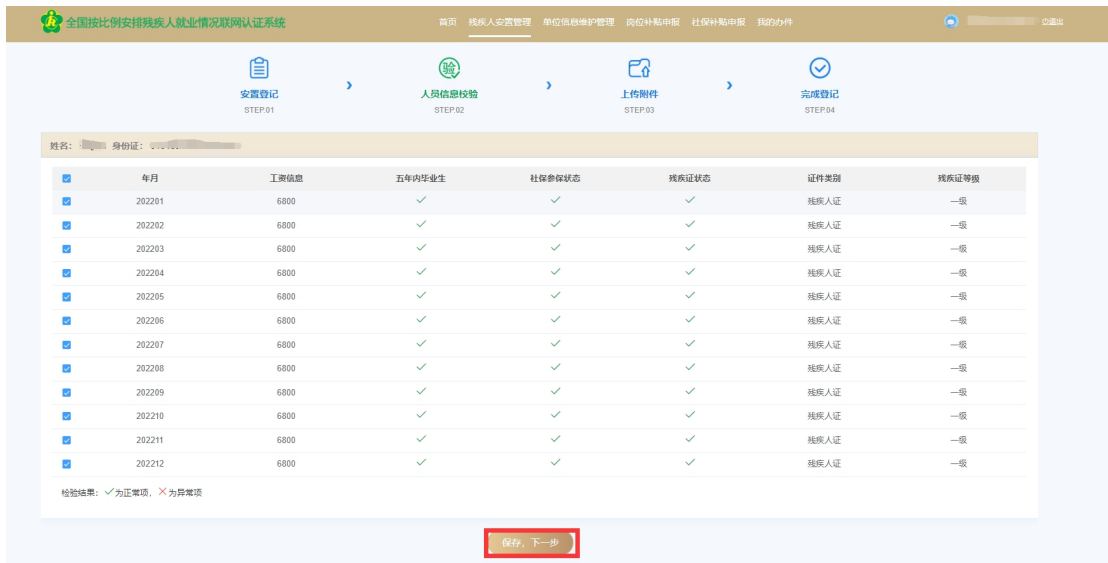 全国按比例安排残疾人就业情况联网认证系统 首页 残疾人安置管理 单位信息维护管理 岗位补贴申报 社保补贴申报 我的办件 退出
验
安置登记 人员信息校验 上传附件 完成登记
STEP.01 STEP.02 STEP.03 STEP.04
姓名: 身份证:
年月 工资信息 五年内毕业生 社保参保状态 残疾证状态 证件类别 残疾证等级
202201 6800 ✓ ✓ ✓ 残疾人证 一级
202202 6800 ✓ ✓ ✓ 残疾人证 一级
202203 6800 ✓ ✓ ✓ 残疾人证 一级
202204 6800 ✓ ✓ ✓ 残疾人证 一级
202205 6800 ✓ ✓ ✓ 残疾人证 一级
202206 6800 ✓ ✓ ✓ 残疾人证 一级
202207 6800 ✓ ✓ ✓ 残疾人证 一级
202208 6800 ✓ ✓ ✓ 残疾人证 一级
202209 6800 ✓ ✓ ✓ 残疾人证 一级
202210 6800 ✓ ✓ ✓ 残疾人证 一级
202211 6800 ✓ ✓ ✓ 残疾人证 一级
202212 6800 ✓ ✓ ✓ 残疾人证 一级
检验结果: ✓为正常项, ×为异常项
保存, 下一步